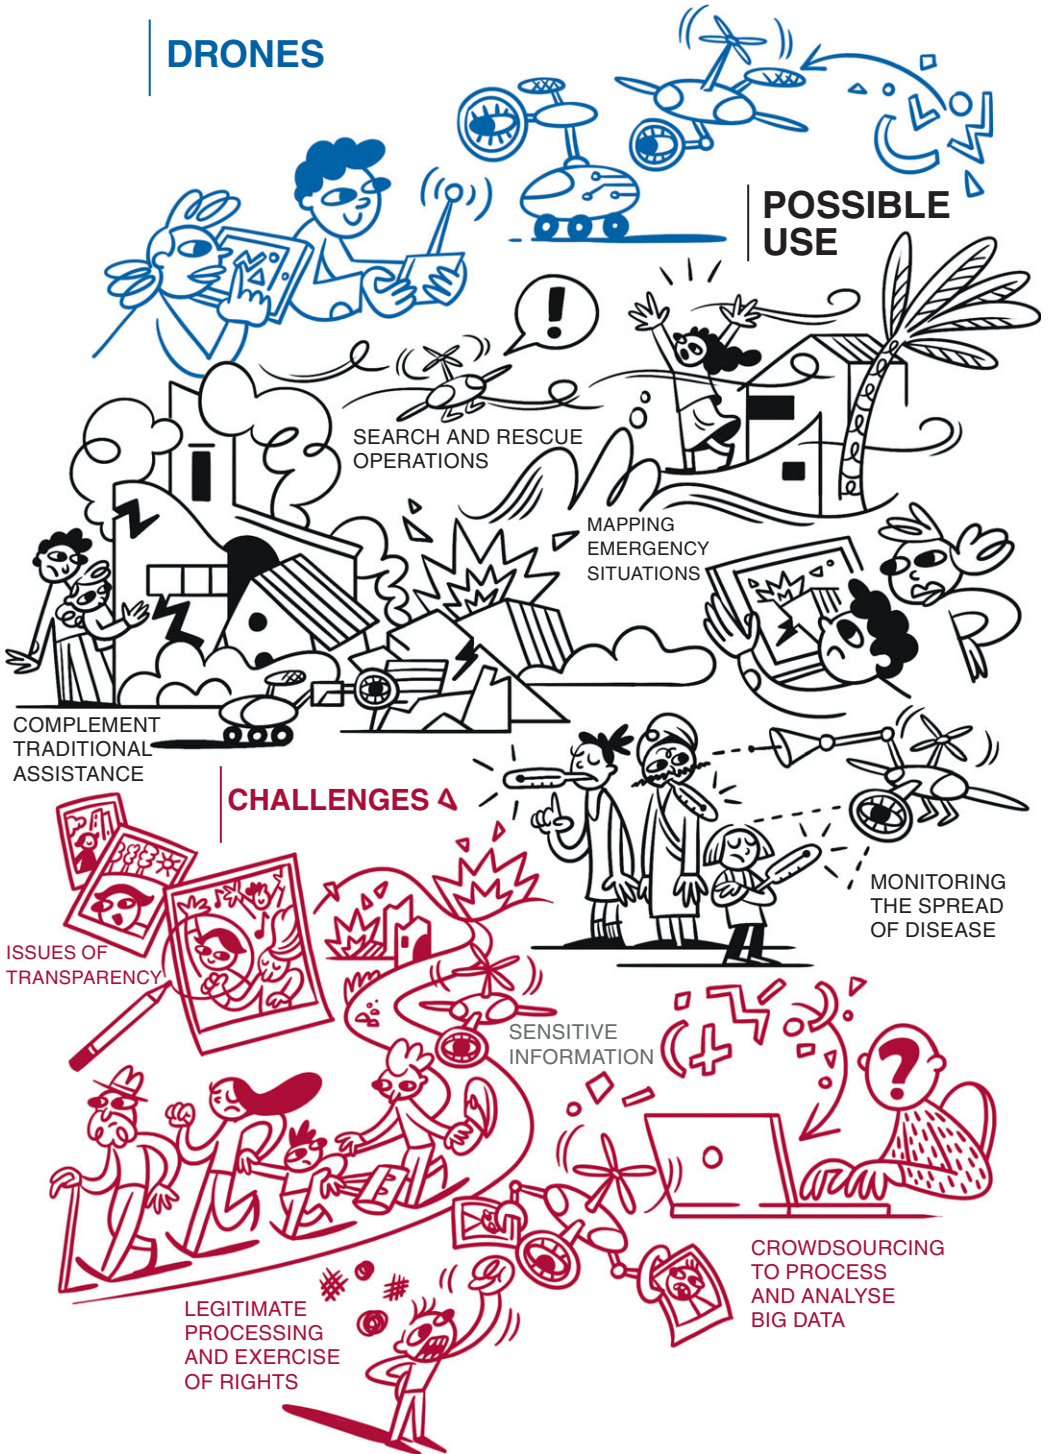 DRONES
POSSIBLE
USE
!
SEARCH AND RESCUE
OPERATIONS
MAPPING
EMERGENCY
SITUATIONS
COMPLEMENT
TRADITIONAL
ASSISTANCE
CHALLENGES
MONITORING
THE SPREAD
OF DISEASE
ISSUES OF
TRANSPARENCY
SENSITIVE
INFORMATION
?
CROWDSOURCING
TO PROCESS
AND ANALYSE
BIG DATA
LEGITIMATE
PROCESSING
AND EXERCISE
OF RIGHTS